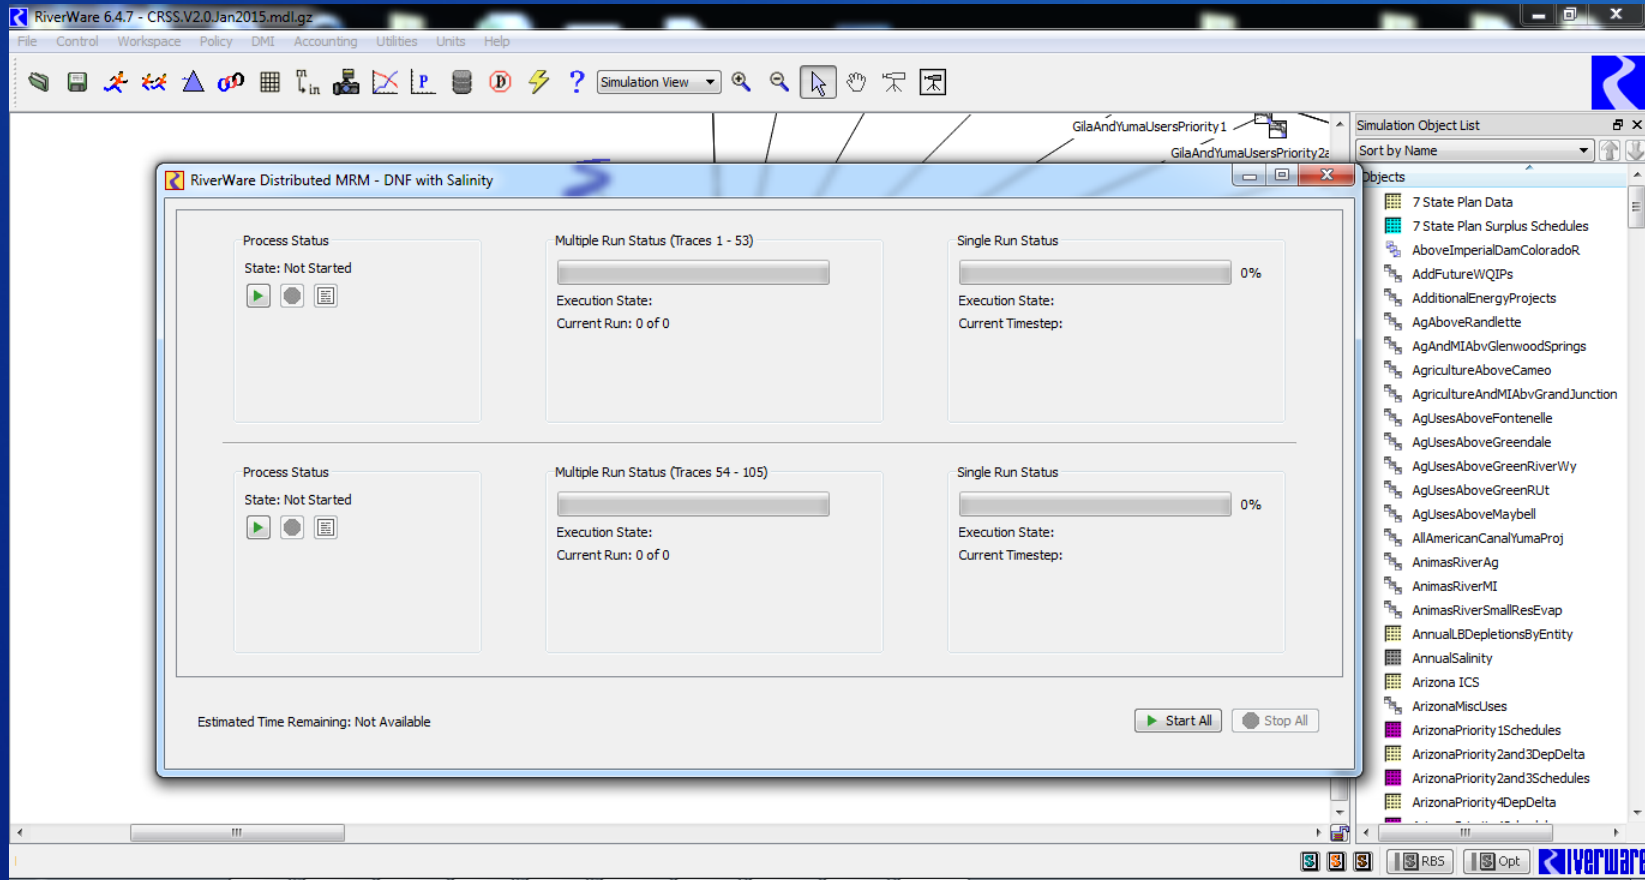 RiverWare 6.4.7 - CRSS.V2.0.Jan2015.mdl.gz
File Control Workspace Policy DMI Accounting Utilities Units Help
Simulation View
GilaAndYumaUsersPriority1
GilaAndYumaUsersPriority2a
Simulation Object List
Sort by Name
Objects
7 State Plan Data
7 State Plan Surplus Schedules
AboveImperialDamColoradoR
AddFutureWQIPs
AdditionalEnergyProjects
AgAboveRandlette
AgAndMIAbvGlenwoodSprings
AgricultureAboveCameo
AgricultureAndMIAbvGrandJunction
AgUsesAboveFontenelle
AgUsesAboveGreendale
AgUsesAboveGreenRiverWy
AgUsesAboveGreenRUt
AgUsesAboveMaybell
AllAmericanCanalYumaProj
AnimasRiverAg
AnimasRiverMI
AnimasRiverSmallResEvap
AnnualLBDepletionsByEntity
AnnualSalinity
Arizona ICS
ArizonaMiscUses
ArizonaPriority1Schedules
ArizonaPriority2and3DepDelta
ArizonaPriority2and3Schedules
ArizonaPriority4DepDelta
RiverWare Distributed MRM - DNF with Salinity
Process Status
State: Not Started
Multiple Run Status (Traces 1 - 53)
Execution State:
Current Run: 0 of 0
Single Run Status
0%
Execution State:
Current Timestep:
Process Status
State: Not Started
Multiple Run Status (Traces 54 - 105)
Execution State:
Current Run: 0 of 0
Single Run Status
0%
Execution State:
Current Timestep:
Estimated Time Remaining: Not Available
Start All
Stop All
RBS
Opt
Riverware